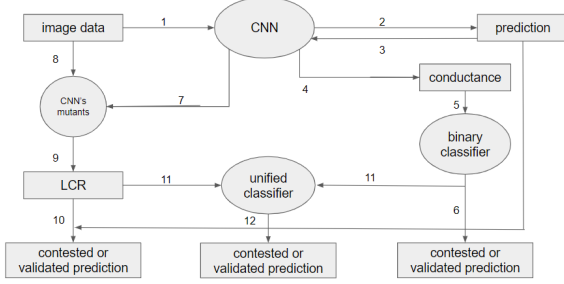 image data
1
CNN
2
prediction
3
8
4
conductance
CNN's
mutants
7
5
binary
classifier
9
LCR
11
unified
classifier
11
10
12
6
contested or
validated prediction
contested or
validated prediction
contested or
validated prediction